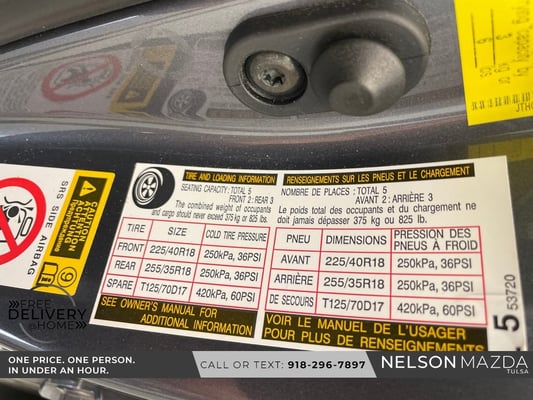 TIRE AND LOADING INFORMATION
SEATING CAPACITY: TOTAL 5
FRONT 2: REAR 3
The combined weight of occupants
and cargo should never exceed 375 kg or 825 lbs.
TIRE SIZE COLD TIRE PRESSURE
FRONT 225/40R18 250kPa, 36PSI
REAR 255/35R18 250kPa, 36PSI
SPARE T125/70D17 420kPa, 60PSI
SEE OWNER'S MANUAL FOR
ADDITIONAL INFORMATION
RENSEIGNEMENTS SUR LES PNEUS ET LE CHARGEMENT
NOMBRE DE PLACES : TOTAL 5
AVANT 2: ARRIÈRE 3
Le poids total des occupants et du chargement ne
doit jamais dépasser 375 kg ou 825 lb.
PNEU DIMENSIONS PRESSION DES
PNEUS À FROID
AVANT 225/40R18 250kPa, 36PSI
ARRIÈRE 255/35R18 250kPa, 36PSI
DE SECOURS T125/70D17 420kPa, 60PSI
VOIR LE MANUEL DE L'USAGER
POUR PLUS DE RENSEIGNEMENTS
5 53720
SRS SIDE AIRBAG
CAUTION
ATTENTION
FREE
DELIVERY
@HOME
ONE PRICE. ONE PERSON.
IN UNDER AN HOUR.
CALL OR TEXT: 918-296-7897
NELSON MAZDA
TULSA